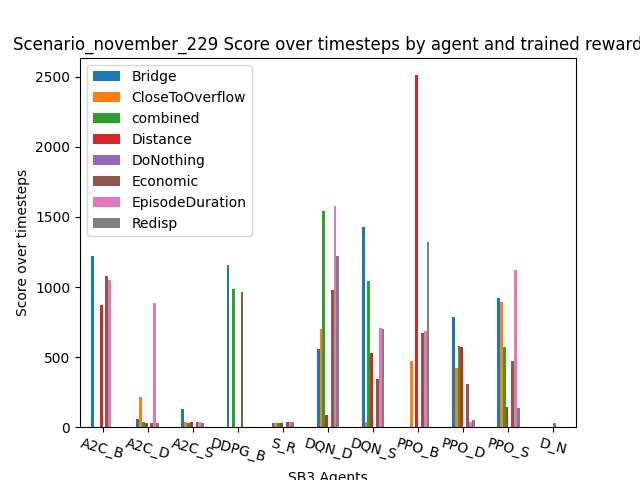 Scenario_november_229 Score over timesteps by agent and trained reward
Score over timesteps
2500
2000
1500
1000
500
0
Bridge
CloseToOverflow
combined
Distance
DoNothing
Economic
EpisodeDuration
Redisp
A2C_B
A2C_D
A2C_S
DDPG_B
S_R
DQN_D
DQN_S
PPO_B
PPO_D
PPO_S
D_N
SB3 Agents